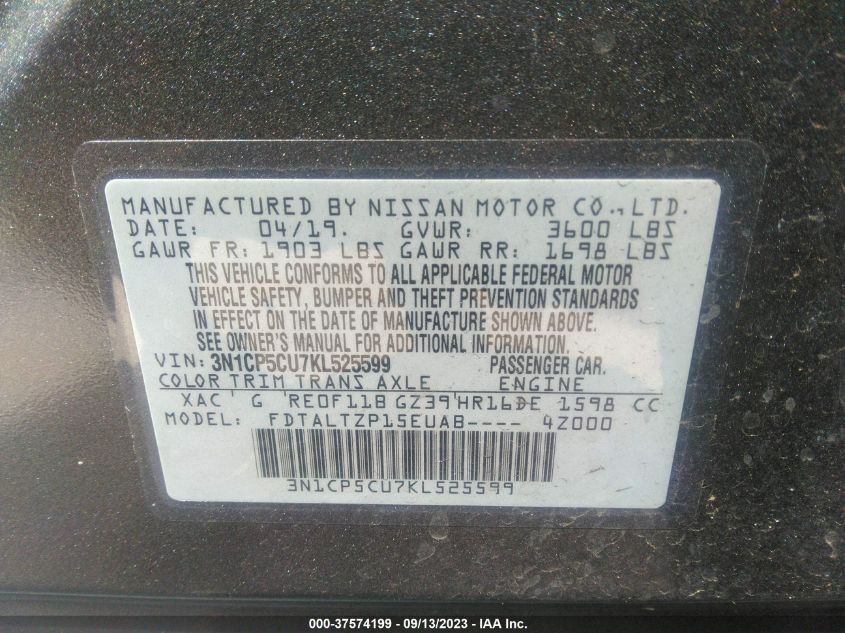 MANUFACTURED BY NISSAN MOTOR CO., LTD.
DATE: 04/19. GVWR: 3600 LBS
GAWR FR: 1903 LBS GAWR RR: 1698 LBS
THIS VEHICLE CONFORMS TO ALL APPLICABLE FEDERAL MOTOR
VEHICLE SAFETY, BUMPER AND THEFT PREVENTION STANDARDS
IN EFFECT ON THE DATE OF MANUFACTURE SHOWN ABOVE.
SEE OWNER'S MANUAL FOR ADDITIONAL INFORMATION.
VIN: 3N1CP5CU7KL525599 PASSENGER CAR.
COLOR TRIM TRANS AXLE ENGINE
XAC G RE0F11B GZ39 HR16DE 1598 CC
MODEL: FDTALTZP15EUAB---- 4Z000
3N1CP5CU7KL525599
000-37574199 - 09/13/2023 - IAA Inc.